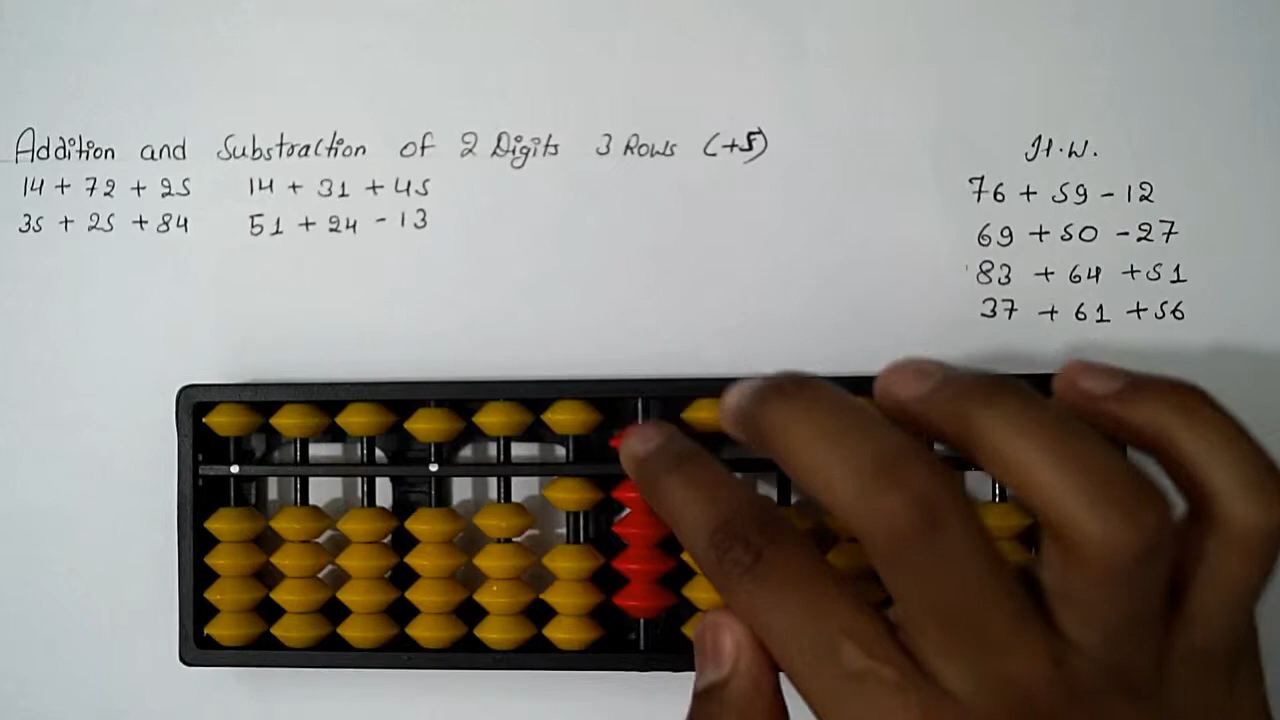 Addition and Substraction of 2 Digits 3 Rows (+5)
14 + 72 + 25 14 + 31 + 45
35 + 25 + 84 51 + 24 - 13
H.W.
76 + 59 - 12
69 + 50 - 27
83 + 64 + 51
37 + 61 + 56